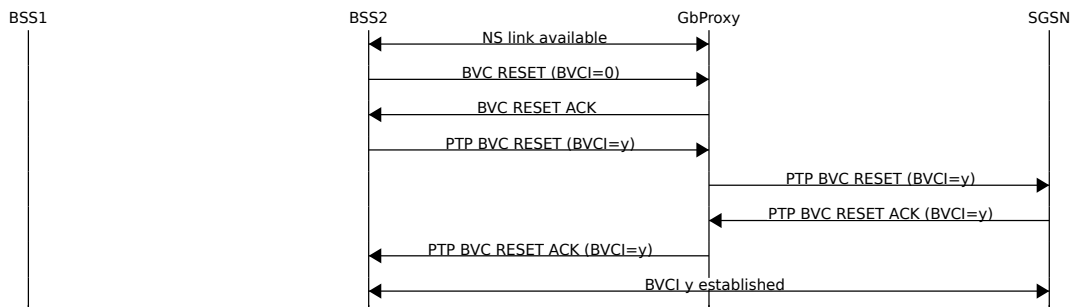 BSS1 BSS2 GbProxy SGSN
NS link available
BVC RESET (BVCI=0)
BVC RESET ACK
PTP BVC RESET (BVCI=y)
PTP BVC RESET (BVCI=y)
PTP BVC RESET ACK (BVCI=y)
PTP BVC RESET ACK (BVCI=y)
BVCI y established